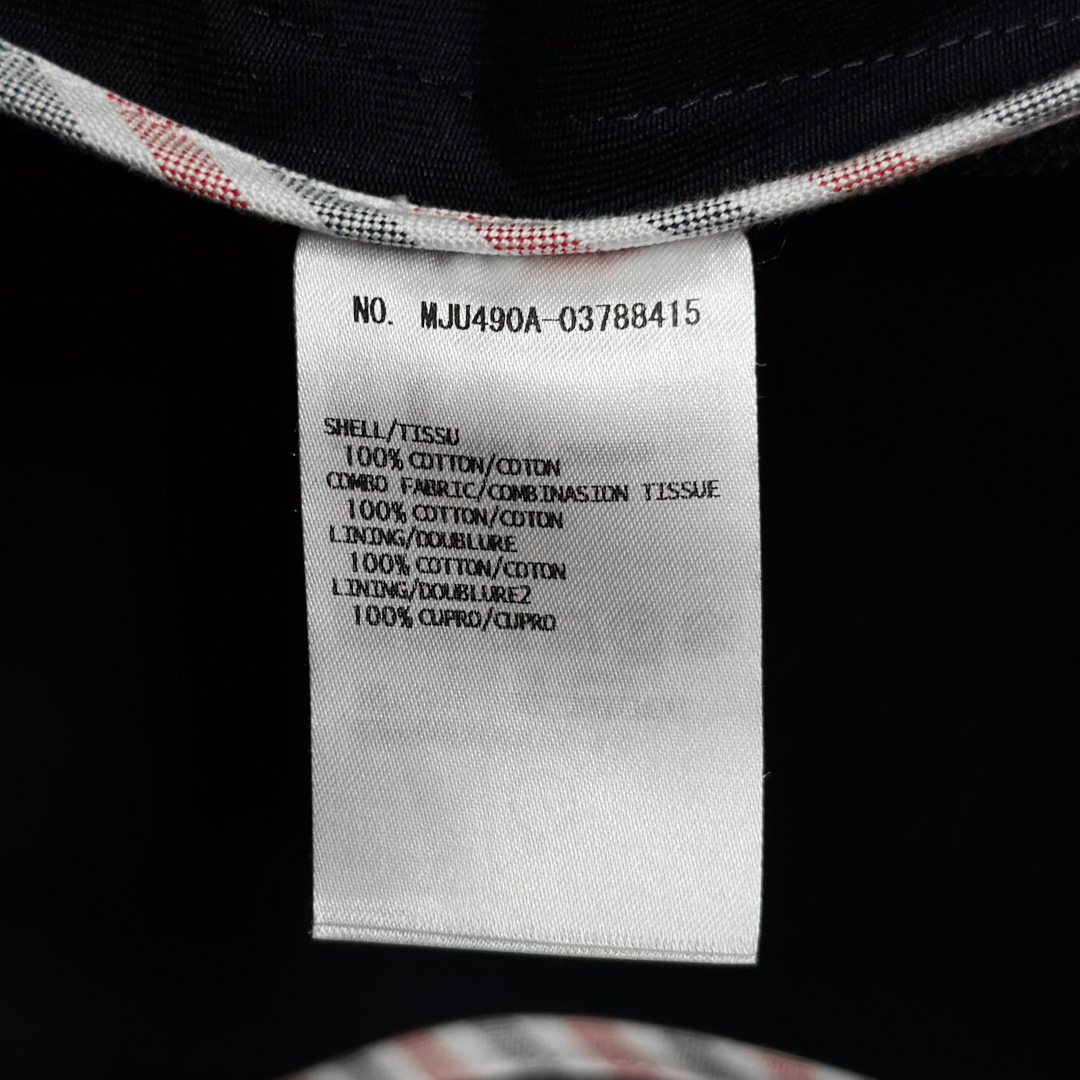 NO. MJU490A-03788415
SHELL/TISSU
100% COTTON/COTON
COMBO FABRIC/COMBINASION TISSUE
100% COTTON/COTON
LINING/DOUBLURE
100% COTTON/COTON
LINING/DOUBLURE2
100% CUPRO/CUPRO